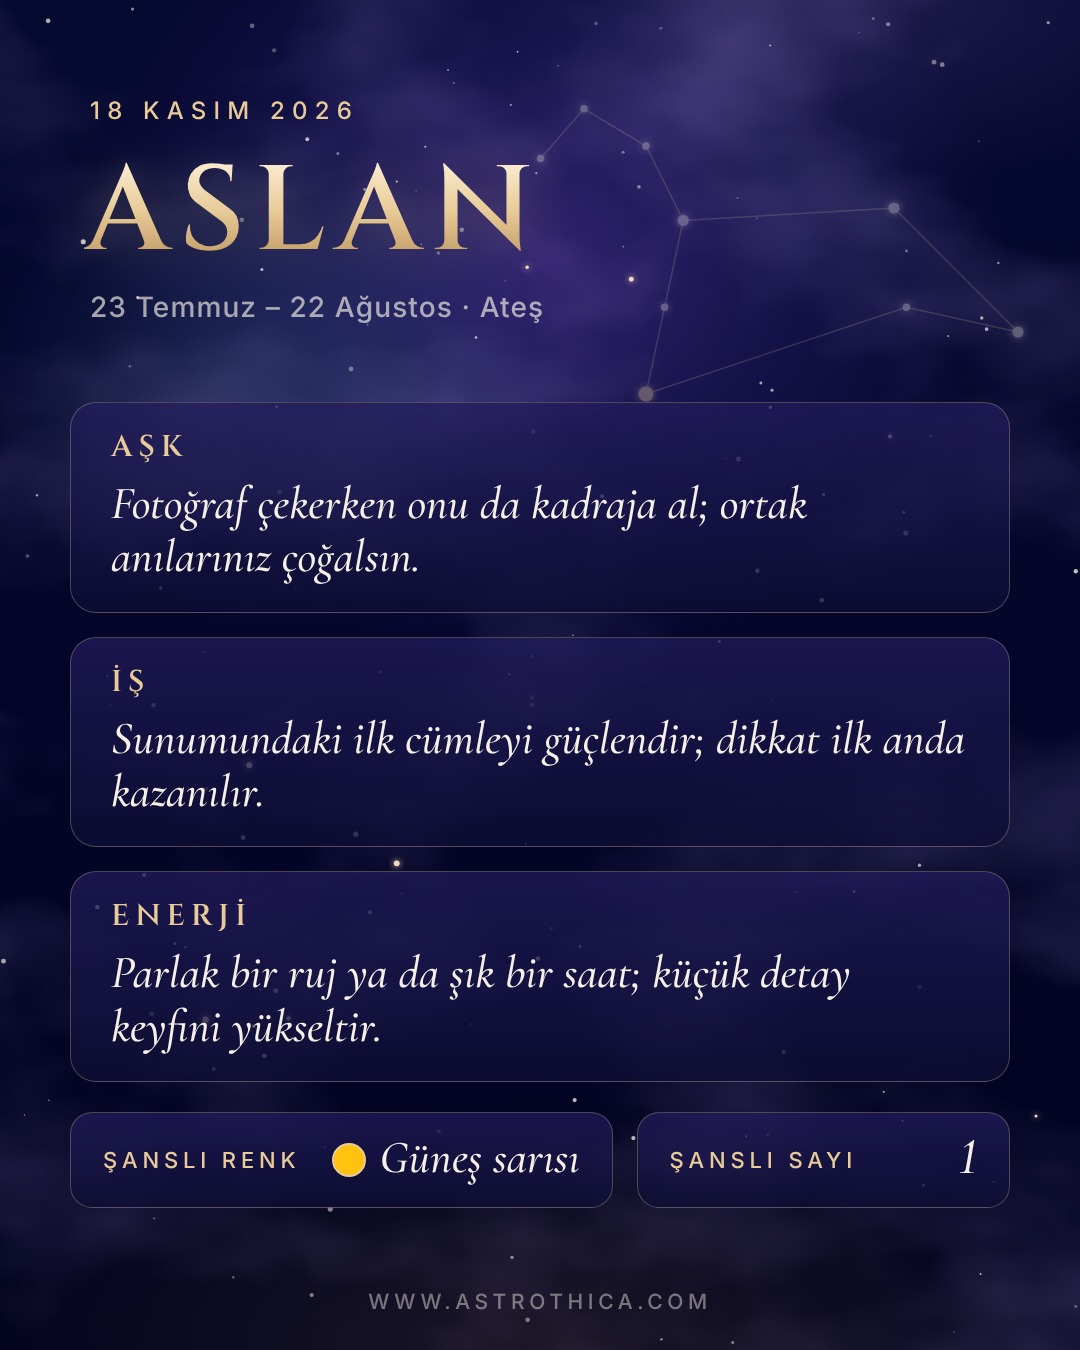 18 KASIM 2026
ASLAN
23 Temmuz – 22 Ağustos · Ateş
AŞK
Fotoğraf çekerken onu da kadraja al; ortak
anılarınız çoğalsın.
İŞ
Sunumundaki ilk cümleyi güçlendir; dikkat ilk anda
kazanılır.
ENERJİ
Parlak bir ruj ya da şık bir saat; küçük detay
keyfini yükseltir.
ŞANSLI RENK Güneş sarısı
ŞANSLI SAYI 1
WWW.ASTROTHICA.COM